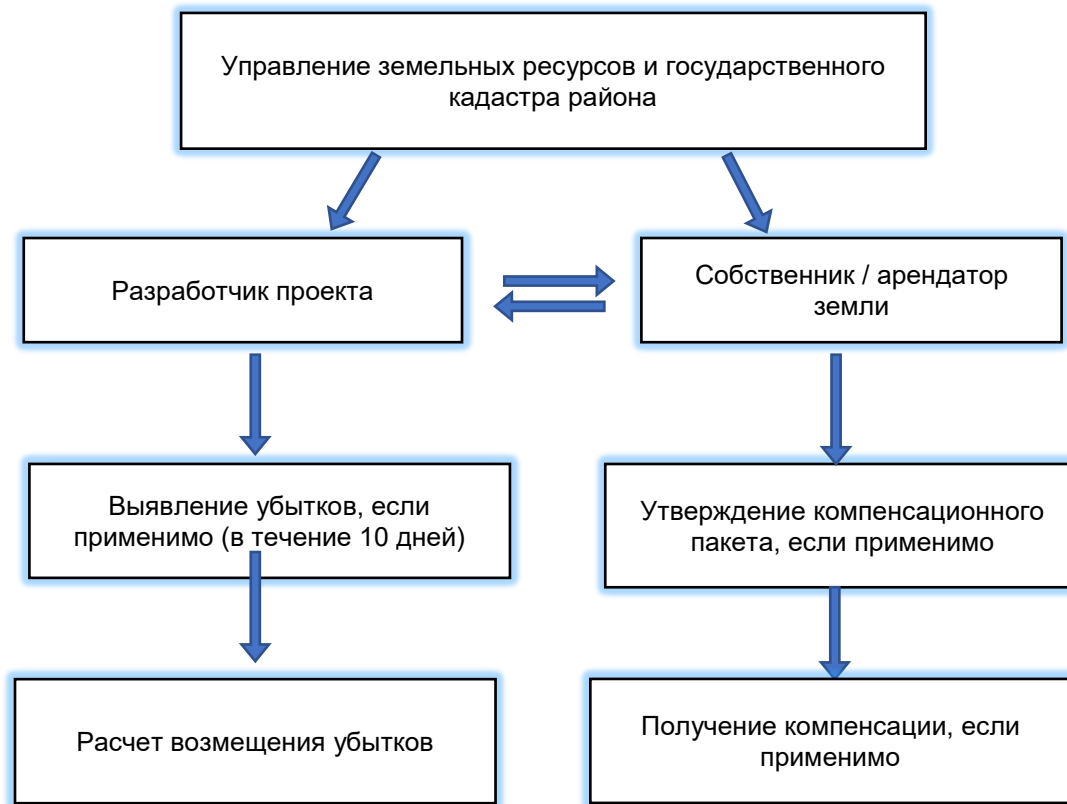 Управление земельных ресурсов и государственного
кадастра района
Разработчик проекта
Собственник / арендатор
земли
Выявление убытков, если
применимо (в течение 10 дней)
Утверждение компенсационного
пакета, если применимо
Расчет возмещения убытков
Получение компенсации, если
применимо